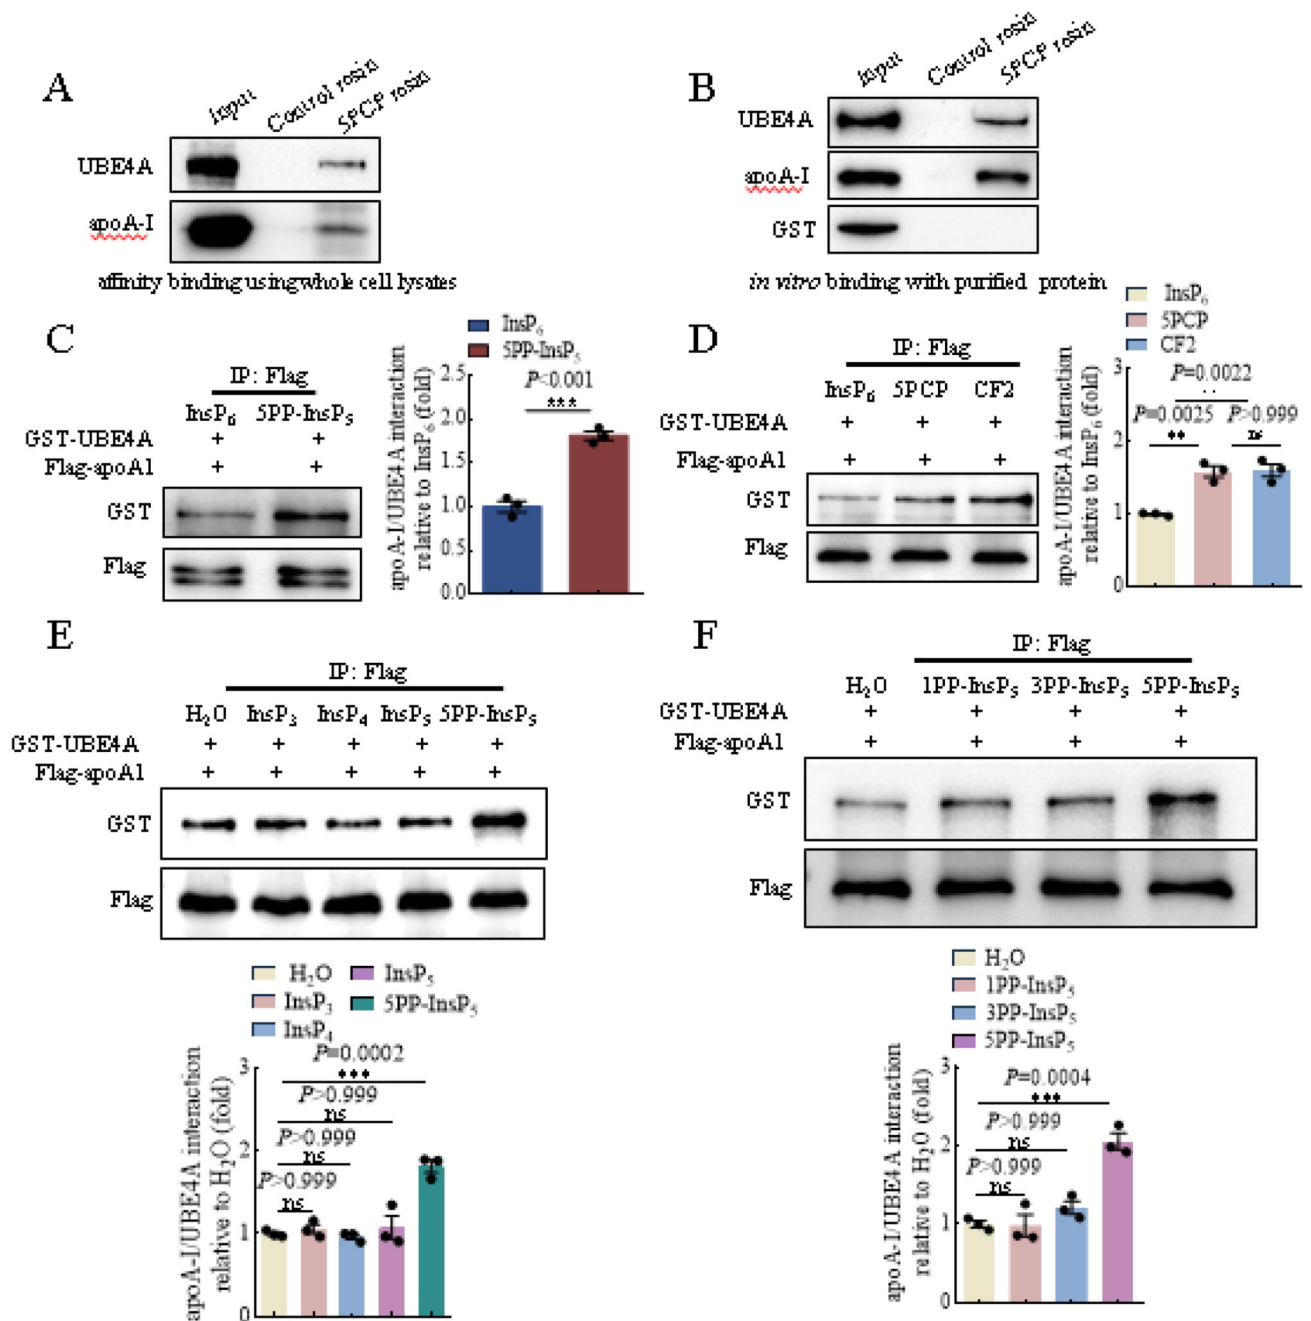 A
Input
Control rosin
5PCP rosin
UBE4A
apoA-I
affinity binding using whole cell lysates
B
Input
Control rosin
5PCP rosin
UBE4A
apoA-I
GST
in vitro binding with purified protein
C
IP: Flag
InsP₆ 5PP-InsP₅
GST-UBE4A + +
Flag-apoA1 + +
GST
Flag
InsP₆
5PP-InsP₅
P<0.001
***
apoA-I/UBE4A interaction
relative to InsP₆ (fold)
2.5
2.0
1.5
1.0
0.5
0.0
D
IP: Flag
InsP₆ 5PCP CF2
GST-UBE4A + + +
Flag-apoA1 + + +
GST
Flag
InsP₆
5PCP
CF2
P=0.0022
P=0.0025 P>0.999
** ns
apoA-I/UBE4A interaction
relative to InsP₆ (fold)
3
2
1
0
E
IP: Flag
H₂O InsP₃ InsP₄ InsP₅ 5PP-InsP₅
GST-UBE4A + + + + +
Flag-apoA1 + + + + +
GST
Flag
H₂O InsP₅
InsP₃ 5PP-InsP₅
InsP₄
P=0.0002
***
P>0.999
ns
P>0.999
ns
P>0.999
ns
apoA-I/UBE4A interaction
relative to H₂O (fold)
3
2
1
0
F
IP: Flag
H₂O 1PP-InsP₅ 3PP-InsP₅ 5PP-InsP₅
GST-UBE4A + + + +
Flag-apoA1 + + + +
GST
Flag
H₂O
1PP-InsP₅
3PP-InsP₅
5PP-InsP₅
P=0.0004
***
P>0.999
ns
P>0.999
ns
apoA-I/UBE4A interaction
relative to H₂O (fold)
3
2
1
0